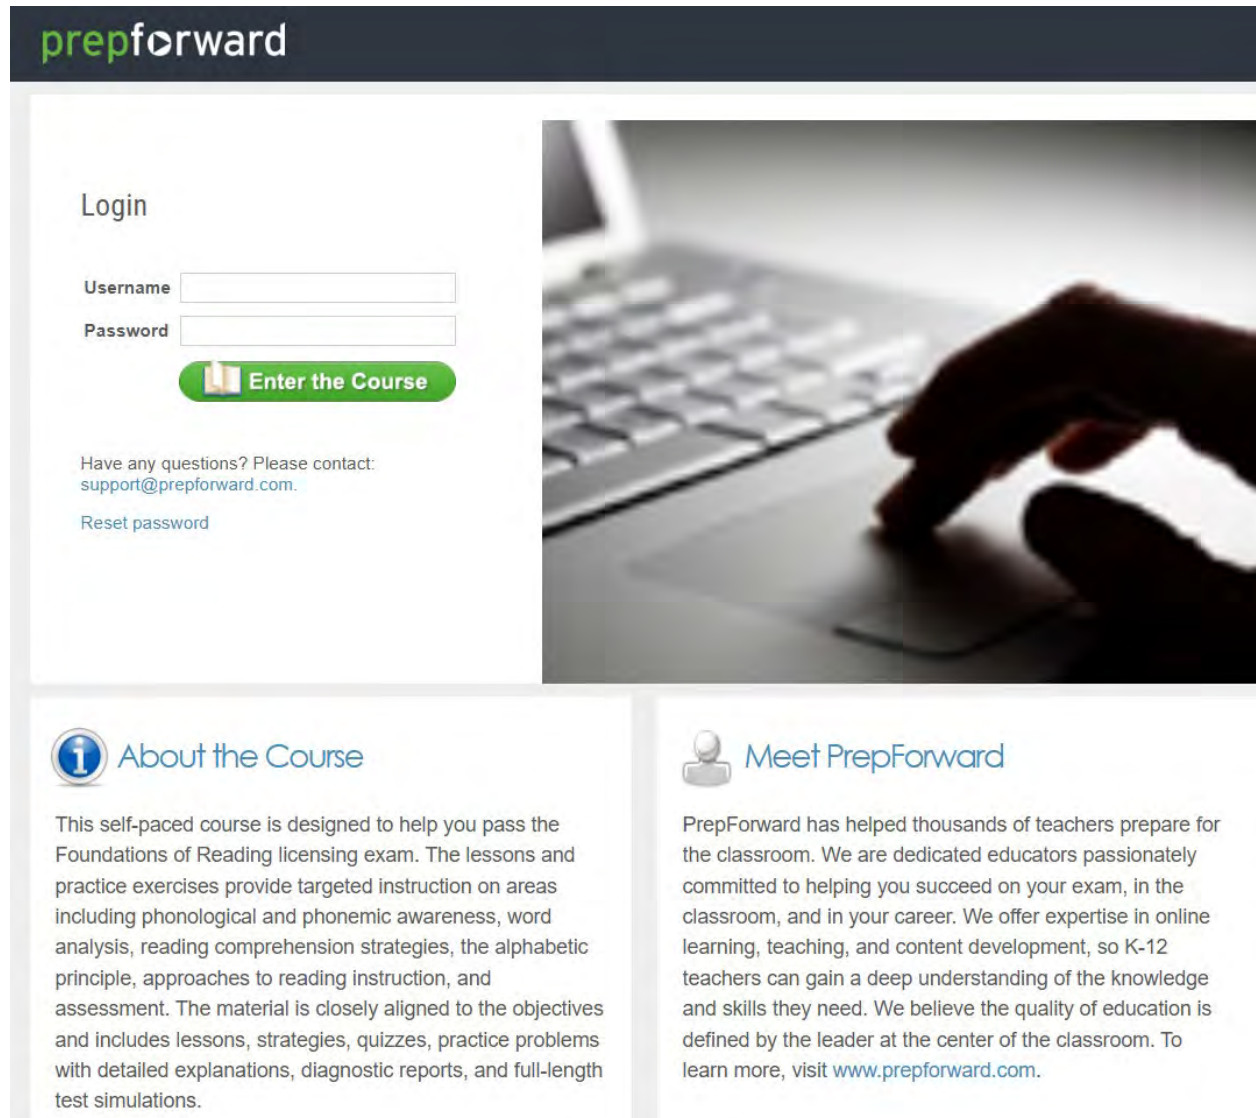 prepforward
Login
Username
Password
Enter the Course
Have any questions? Please contact:
support@prepforward.com.
Reset password
About the Course
This self-paced course is designed to help you pass the
Foundations of Reading licensing exam. The lessons and
practice exercises provide targeted instruction on areas
including phonological and phonemic awareness, word
analysis, reading comprehension strategies, the alphabetic
principle, approaches to reading instruction, and
assessment. The material is closely aligned to the objectives
and includes lessons, strategies, quizzes, practice problems
with detailed explanations, diagnostic reports, and full-length
test simulations.
Meet PrepForward
PrepForward has helped thousands of teachers prepare for
the classroom. We are dedicated educators passionately
committed to helping you succeed on your exam, in the
classroom, and in your career. We offer expertise in online
learning, teaching, and content development, so K-12
teachers can gain a deep understanding of the knowledge
and skills they need. We believe the quality of education is
defined by the leader at the center of the classroom. To
learn more, visit www.prepforward.com.